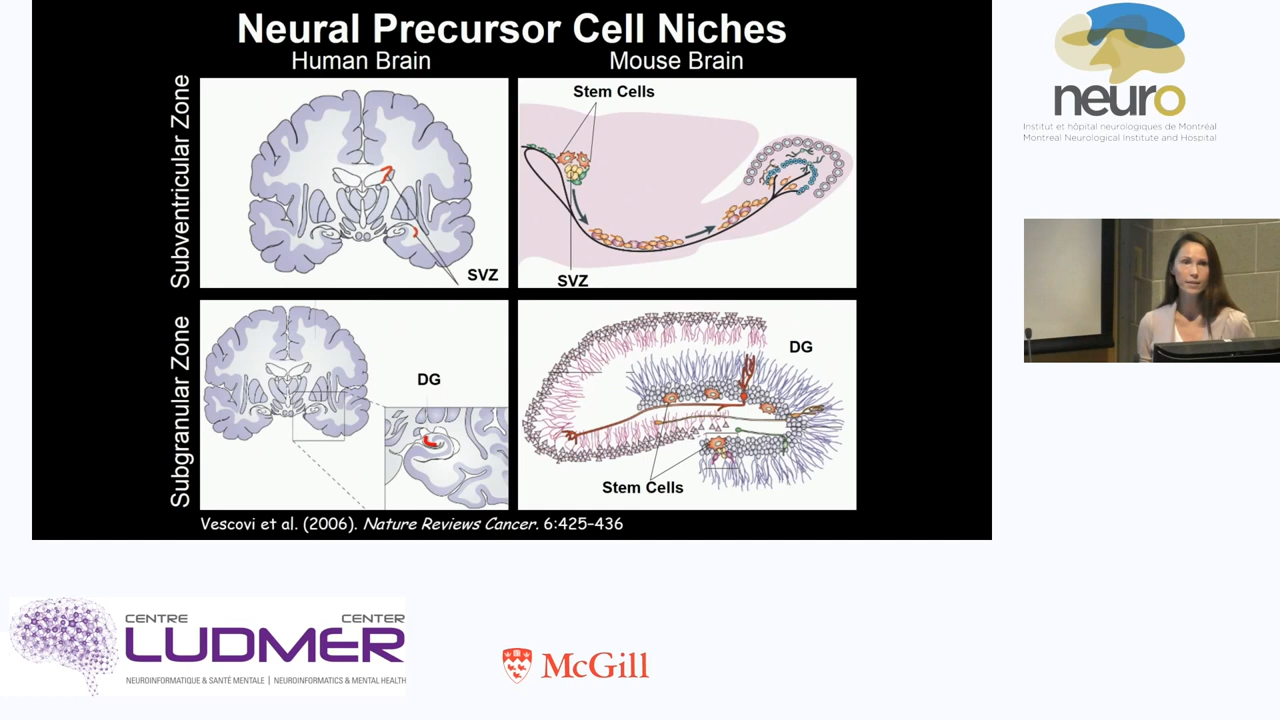 Neural Precursor Cell Niches
Human Brain
Mouse Brain
Subventricular Zone
SVZ
Stem Cells
SVZ
Subgranular Zone
DG
DG
Stem Cells
Vescovi et al. (2006). Nature Reviews Cancer. 6:425-436
neuro
Institut et hôpital neurologiques de Montréal
Montreal Neurological Institute and Hospital
CENTRE CENTER
LUDMER
NEUROINFORMATIQUE & SANTÉ MENTALE | NEUROINFORMATICS & MENTAL HEALTH
McGill